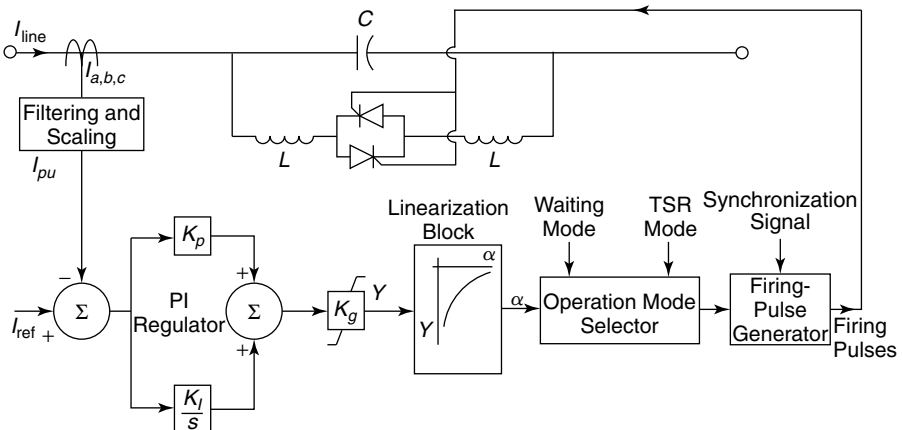 I_line
C
I_a,b,c
Filtering and
Scaling
L
L
I_pu
Linearization
Block
Waiting
Mode
TSR
Mode
Synchronization
Signal
K_p
−
Σ
I_ref
+
PI
Regulator
+
Σ
+
K_g
Y
α
Y
α
Operation Mode
Selector
Firing-
Pulse
Generator
Firing
Pulses
K_I
s